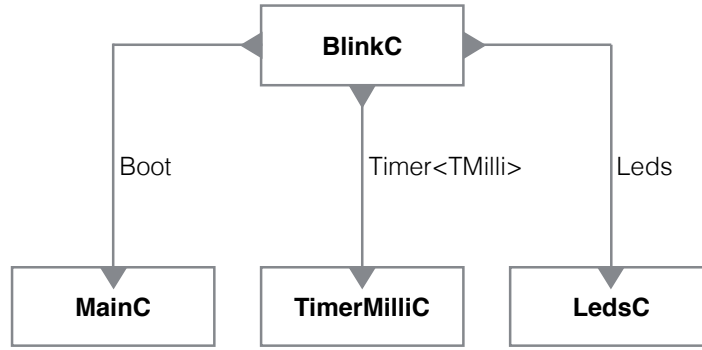 BlinkC
Boot
Timer<TMilli>
Leds
MainC
TimerMilliC
LedsC